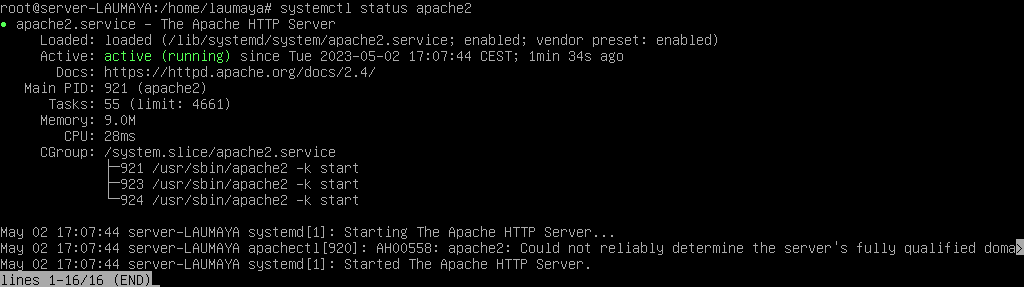 root@server-LAUMAYA:/home/laumaya# systemctl status apache2
● apache2.service - The Apache HTTP Server
     Loaded: loaded (/lib/systemd/system/apache2.service; enabled; vendor preset: enabled)
     Active: active (running) since Tue 2023-05-02 17:07:44 CEST; 1min 34s ago
       Docs: https://httpd.apache.org/docs/2.4/
   Main PID: 921 (apache2)
      Tasks: 55 (limit: 4661)
     Memory: 9.0M
        CPU: 28ms
     CGroup: /system.slice/apache2.service
             ├─921 /usr/sbin/apache2 -k start
             ├─923 /usr/sbin/apache2 -k start
             └─924 /usr/sbin/apache2 -k start

May 02 17:07:44 server-LAUMAYA systemd[1]: Starting The Apache HTTP Server...
May 02 17:07:44 server-LAUMAYA apachectl[920]: AH00558: apache2: Could not reliably determine the server's fully qualified doma>
May 02 17:07:44 server-LAUMAYA systemd[1]: Started The Apache HTTP Server.
lines 1-16/16 (END)